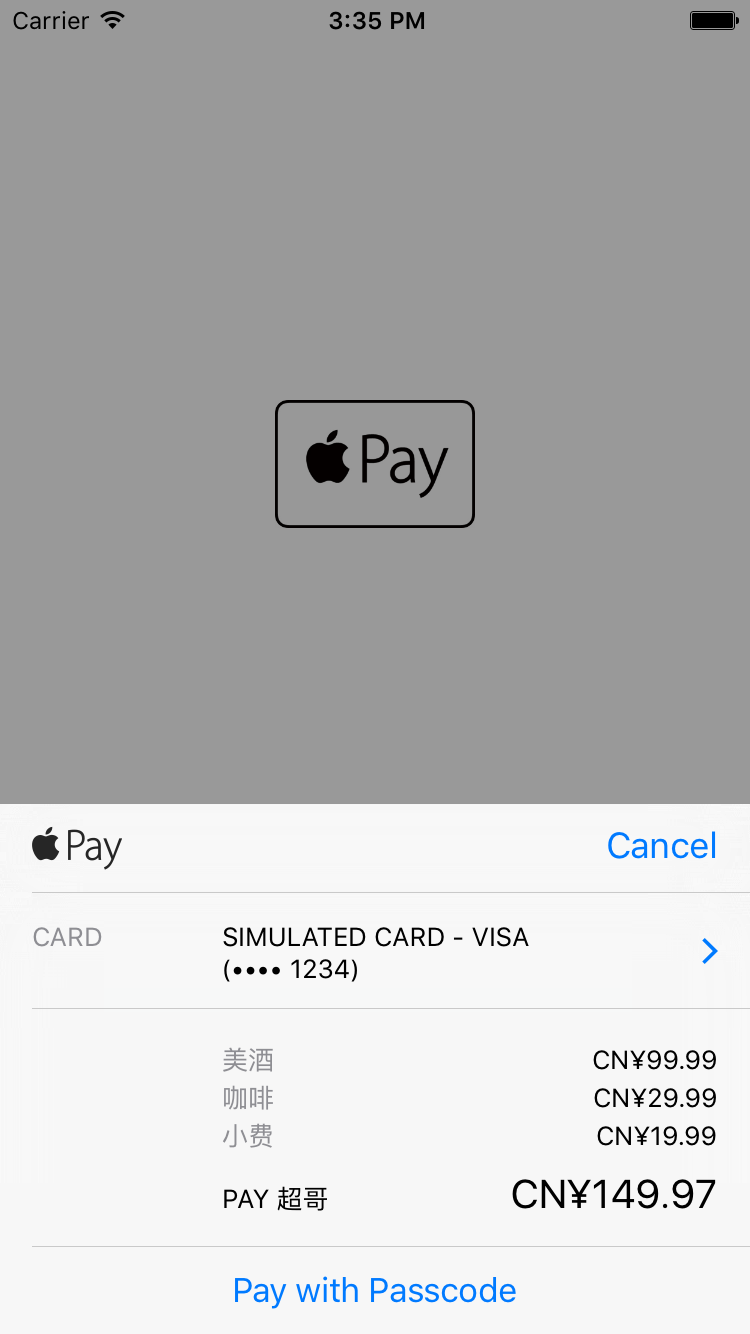 Carrier 3:35 PM
Pay
Pay Cancel
CARD SIMULATED CARD - VISA
(•••• 1234)
美酒 CN¥99.99
咖啡 CN¥29.99
小费 CN¥19.99
PAY 超哥 CN¥149.97
Pay with Passcode